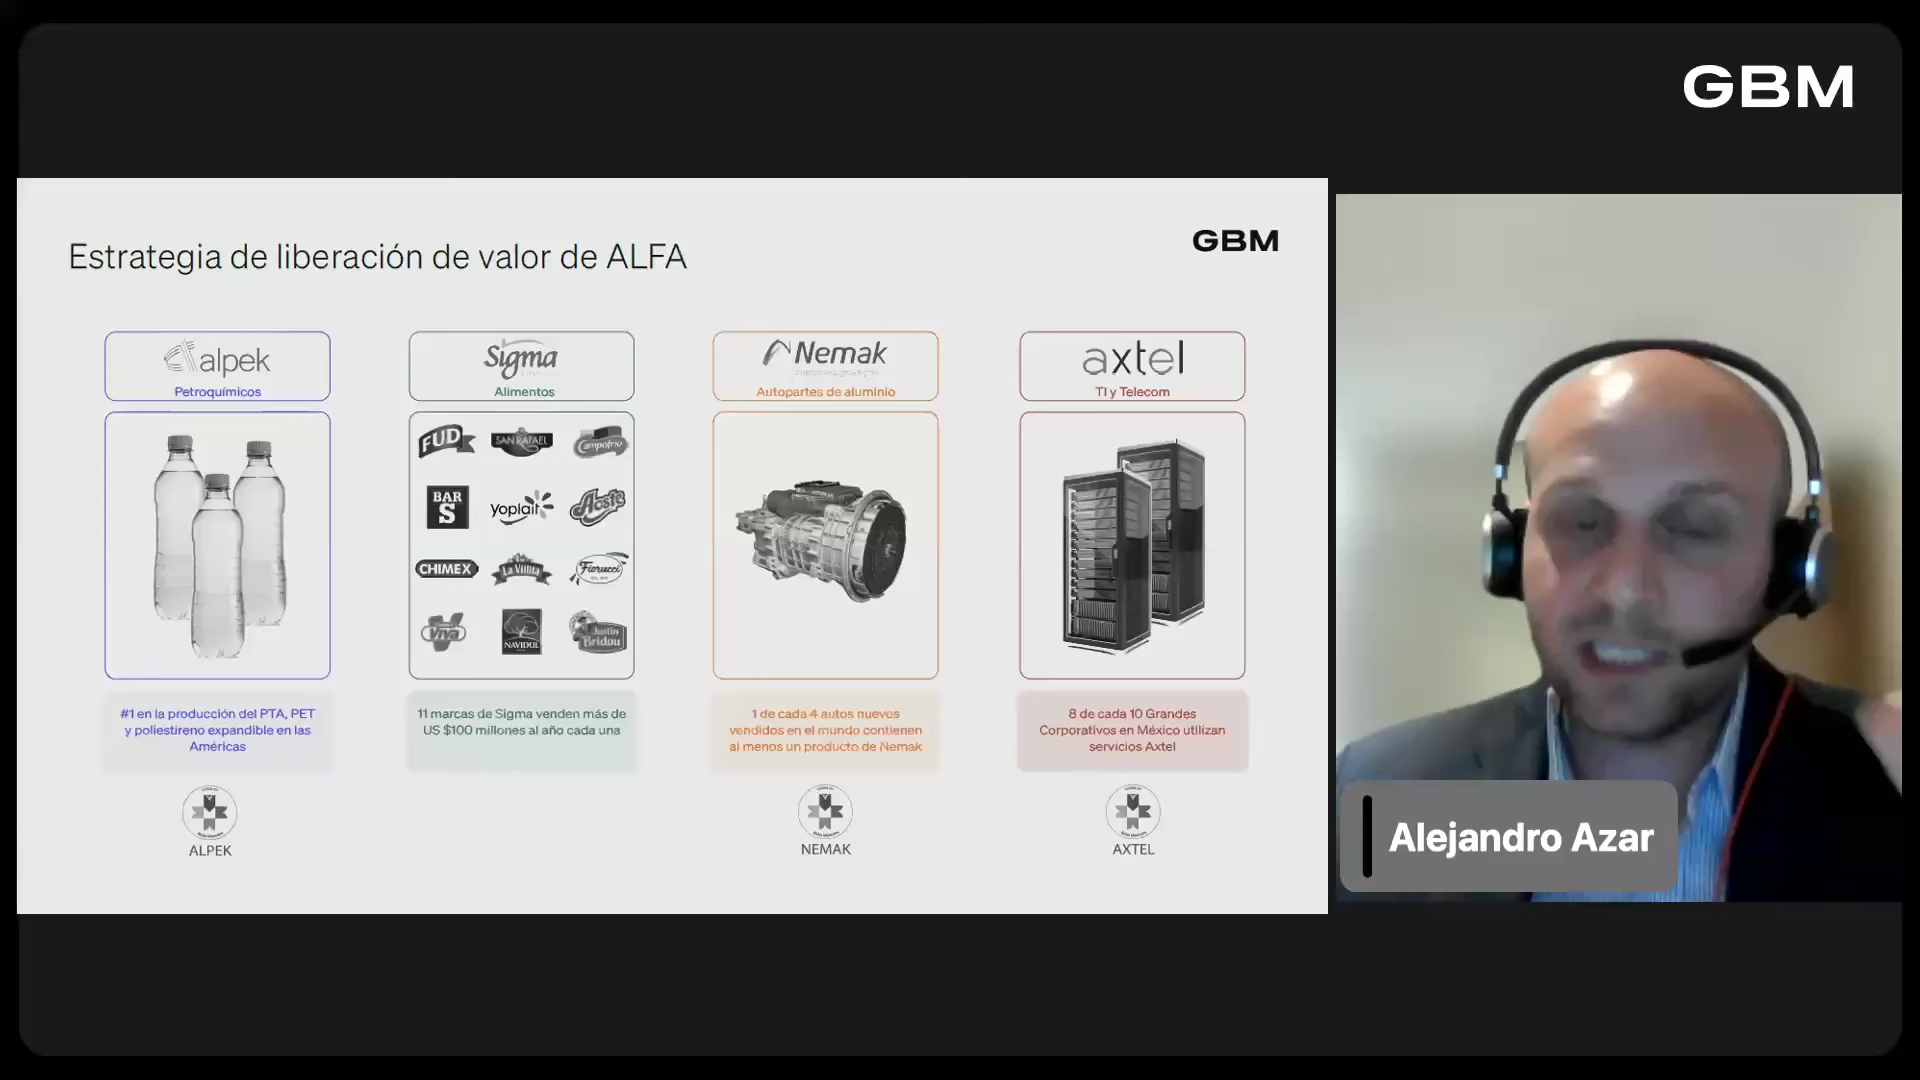 GBM
Estrategia de liberación de valor de ALFA
GBM
alpek
Petroquímicos
Sigma
Alimentos
Nemak
Autopartes de aluminio
axtel
TI y Telecom
FUD
SAN RAFAEL
Campofrío
BAR S
yoplait
Aoste
CHIMEX
La Villita
Fiorucci
Viva
NAVIDUL
Justin Bridou
#1 en la producción del PTA, PET
y poliestireno expandible en las
Américas
11 marcas de Sigma venden más de
US $100 millones al año cada una
1 de cada 4 autos nuevos
vendidos en el mundo contienen
al menos un producto de Nemak
8 de cada 10 Grandes
Corporativos en México utilizan
servicios Axtel
ALPEK
NEMAK
AXTEL
Alejandro Azar